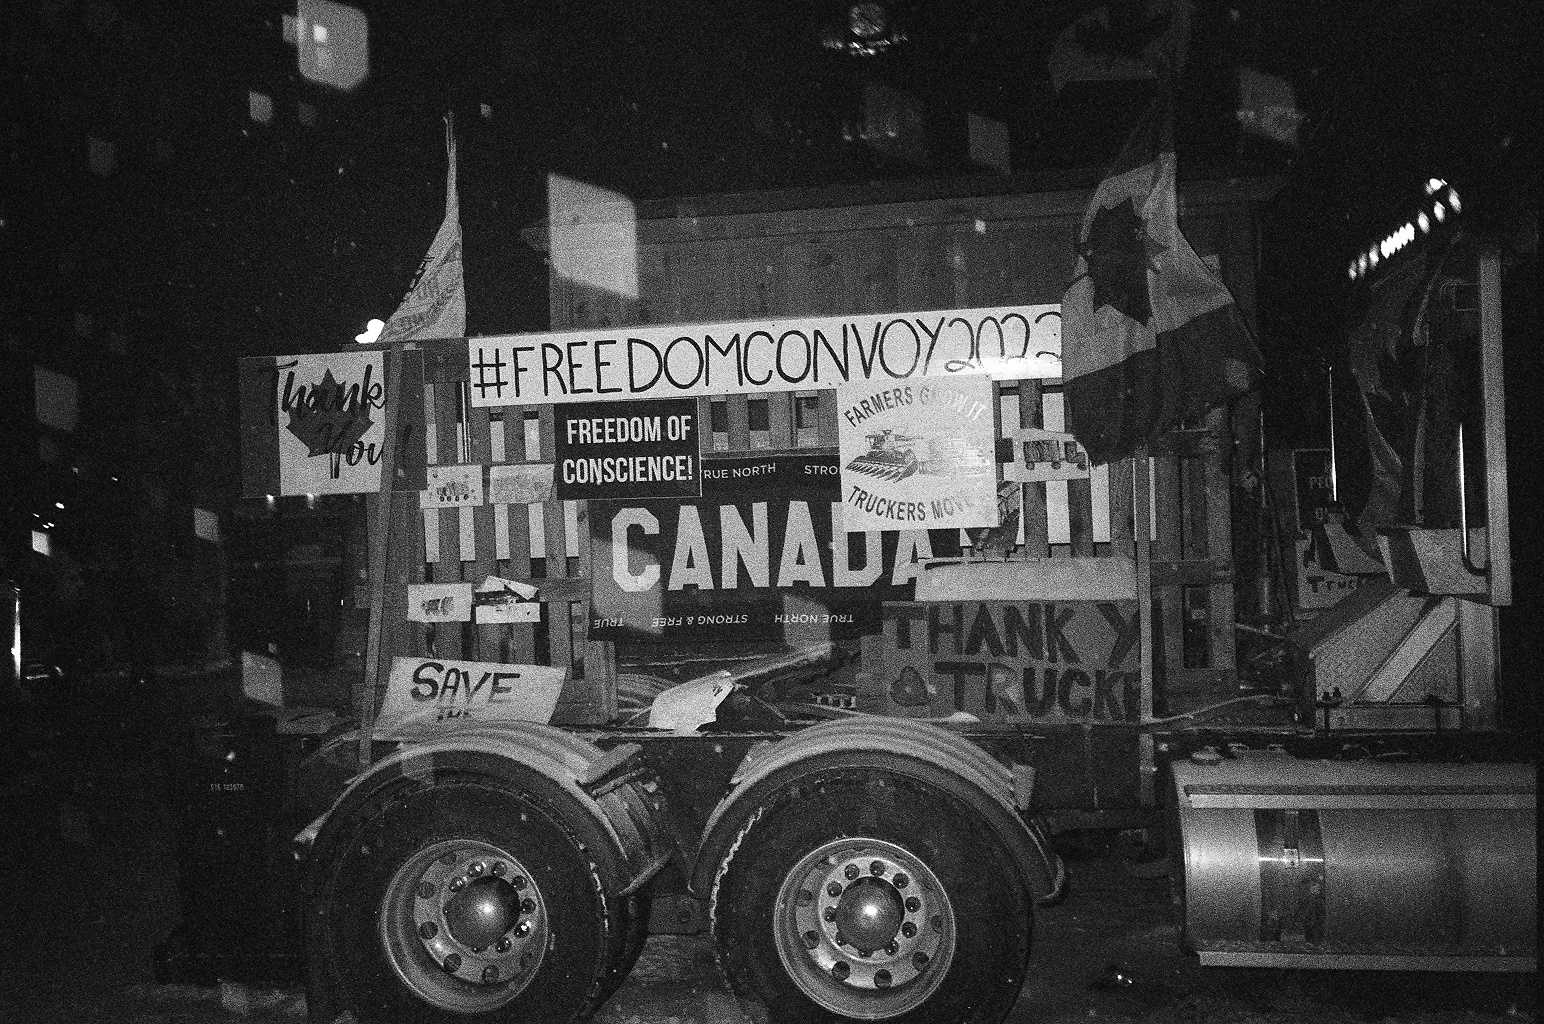 #FREEDOMCONVOY2022
Thank
You!
FREEDOM OF
CONSCIENCE!
FARMERS GROW IT
TRUCKERS MOVE
TRUE NORTH STRO
CANADA
TRUE STRONG & FREE TRUE NORTH
THANK Y
TRUCKE
SAVE